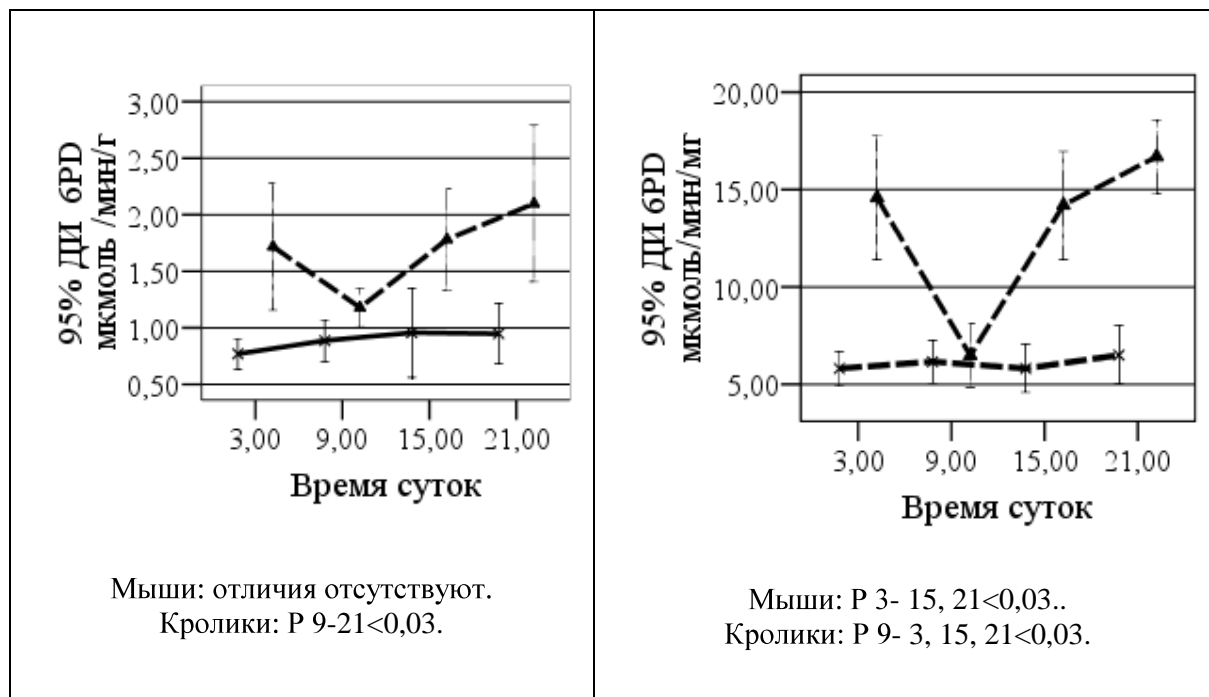 95% ДИ 6PD
мкмоль /мин/г
3,00
2,50
2,00
1,50
1,00
0,50
3,00 9,00 15,00 21,00
Время суток
Мыши: отличия отсутствуют.
Кролики: Р 9-21<0,03.
95% ДИ 6PD
мкмоль/мин/мг
20,00
15,00
10,00
5,00
3,00 9,00 15,00 21,00
Время суток
Мыши: Р 3- 15, 21<0,03..
Кролики: Р 9- 3, 15, 21<0,03.